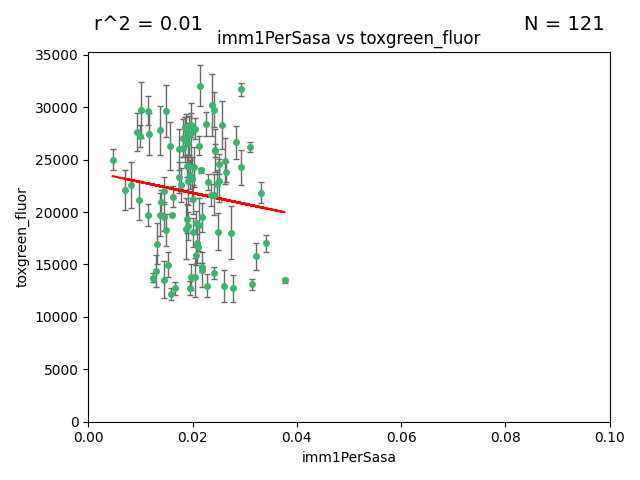 r^2 = 0.01
N = 121
imm1PerSasa vs toxgreen_fluor
35000
30000
25000
20000
15000
10000
5000
0
toxgreen_fluor
0.00
0.02
0.04
0.06
0.08
0.10
imm1PerSasa